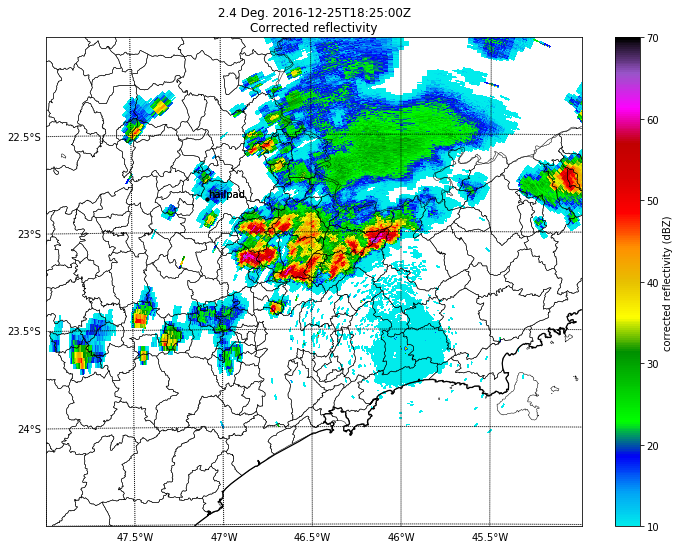 2.4 Deg. 2016-12-25T18:25:00Z
Corrected reflectivity
70
60
50
40
30
20
10
corrected reflectivity (dBZ)
22.5°S
23°S
23.5°S
24°S
47.5°W
47°W
46.5°W
46°W
45.5°W